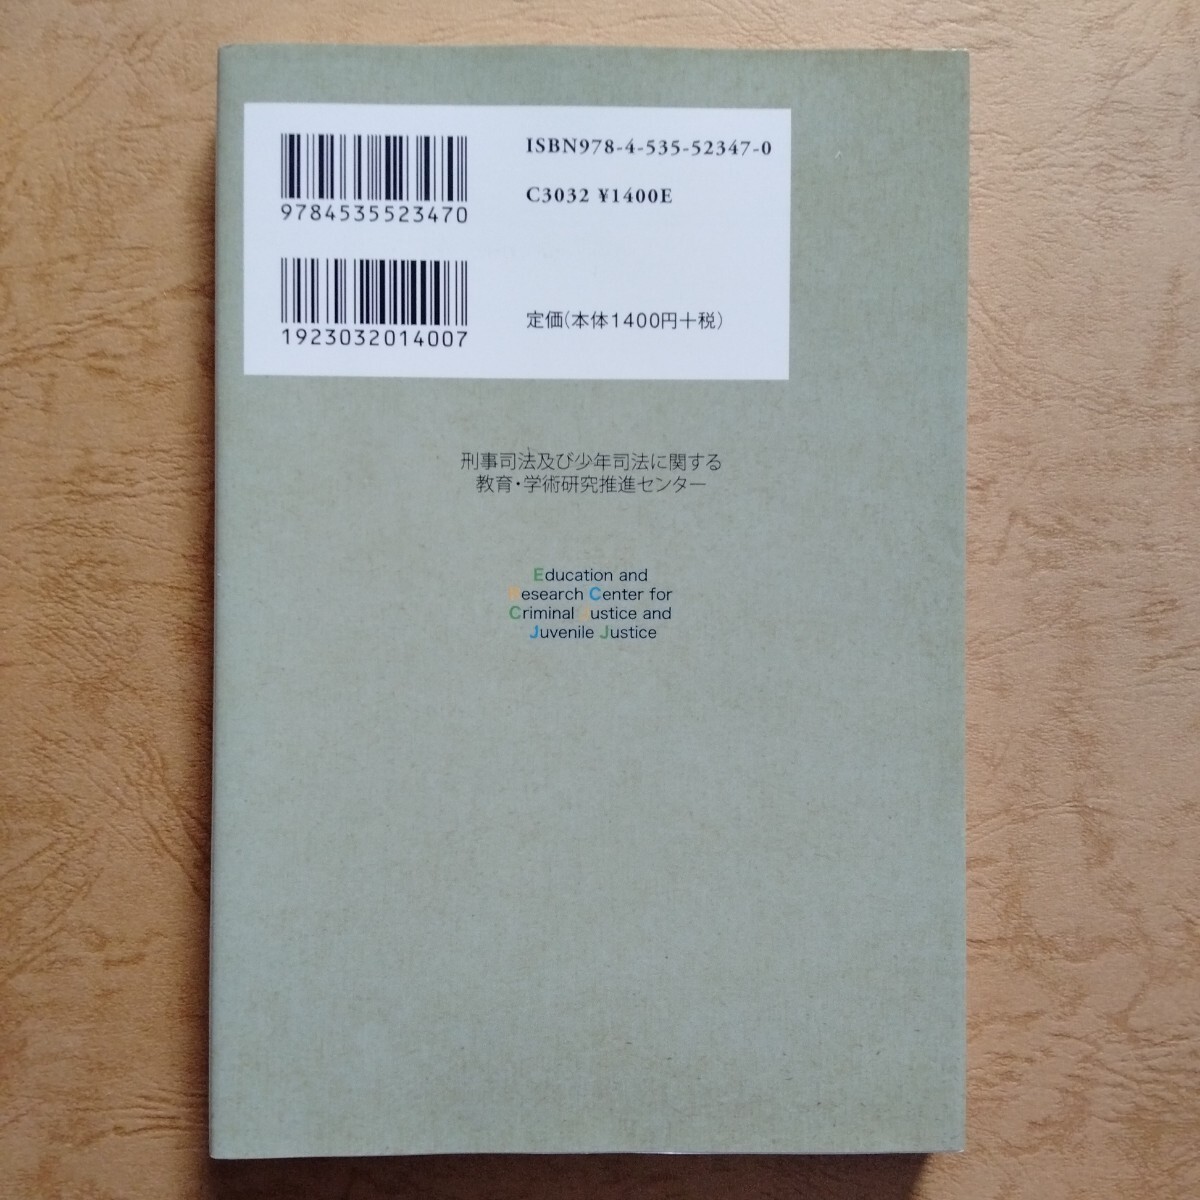 ISBN978-4-535-52347-0
C3032 ¥1400E
9784535523470
1923032014007
定価(本体1400円+税)
刑事司法及び少年司法に関する
教育・学術研究推進センター
Education and
Research Center for
Criminal Justice and
Juvenile Justice